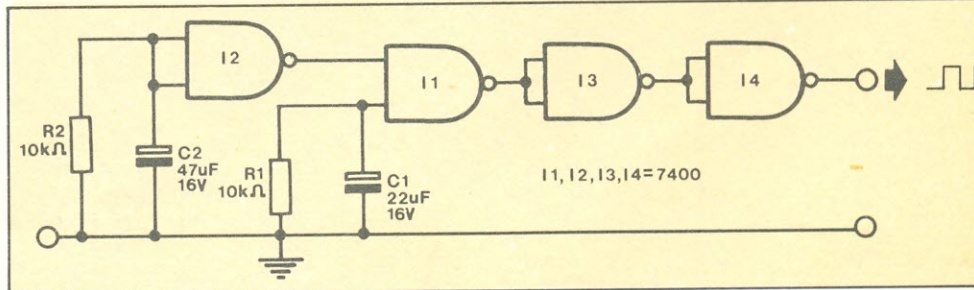 I2
I1
I3
I4
R2
10kΩ
C2
47uF
16V
R1
10kΩ
C1
22uF
16V
I1, I2, I3, I4=7400